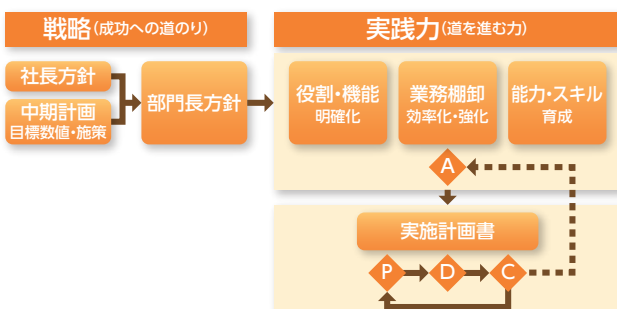 戦略(成功への道のり)
実践力(道を進む力)
社長方針
中期計画
目標数値・施策
部門長方針
役割・機能
明確化
業務棚卸
効率化・強化
能力・スキル
育成
A
実施計画書
P
D
C